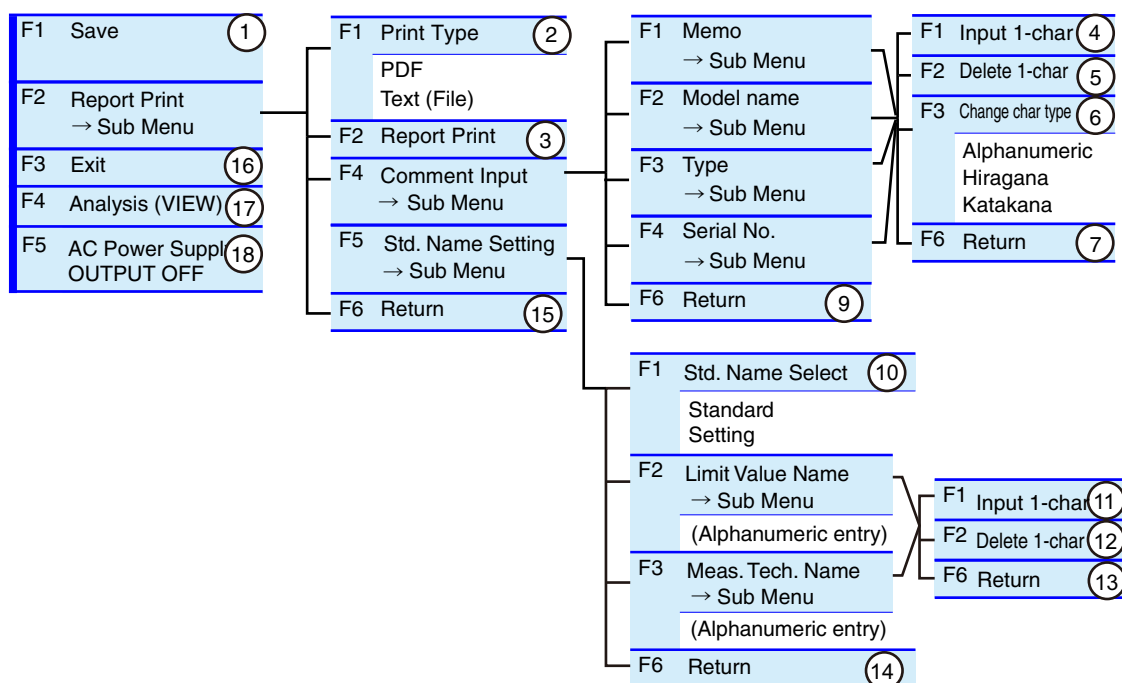 F1 Save 1
F2 Report Print
→ Sub Menu
F3 Exit 16
F4 Analysis (VIEW) 17
F5 AC Power Suppl 18
OUTPUT OFF
F1 Print Type 2
PDF
Text (File)
F2 Report Print 3
F4 Comment Input
→ Sub Menu
F5 Std. Name Setting
→ Sub Menu
F6 Return 15
F1 Memo
→ Sub Menu
F2 Model name
→ Sub Menu
F3 Type
→ Sub Menu
F4 Serial No.
→ Sub Menu
F6 Return 9
F1 Input 1-char 4
F2 Delete 1-char 5
F3 Change char type 6
Alphanumeric
Hiragana
Katakana
F6 Return 7
F1 Std. Name Select 10
Standard
Setting
F2 Limit Value Name
→ Sub Menu
(Alphanumeric entry)
F3 Meas. Tech. Name
→ Sub Menu
(Alphanumeric entry)
F6 Return 14
F1 Input 1-char 11
F2 Delete 1-char 12
F6 Return 13